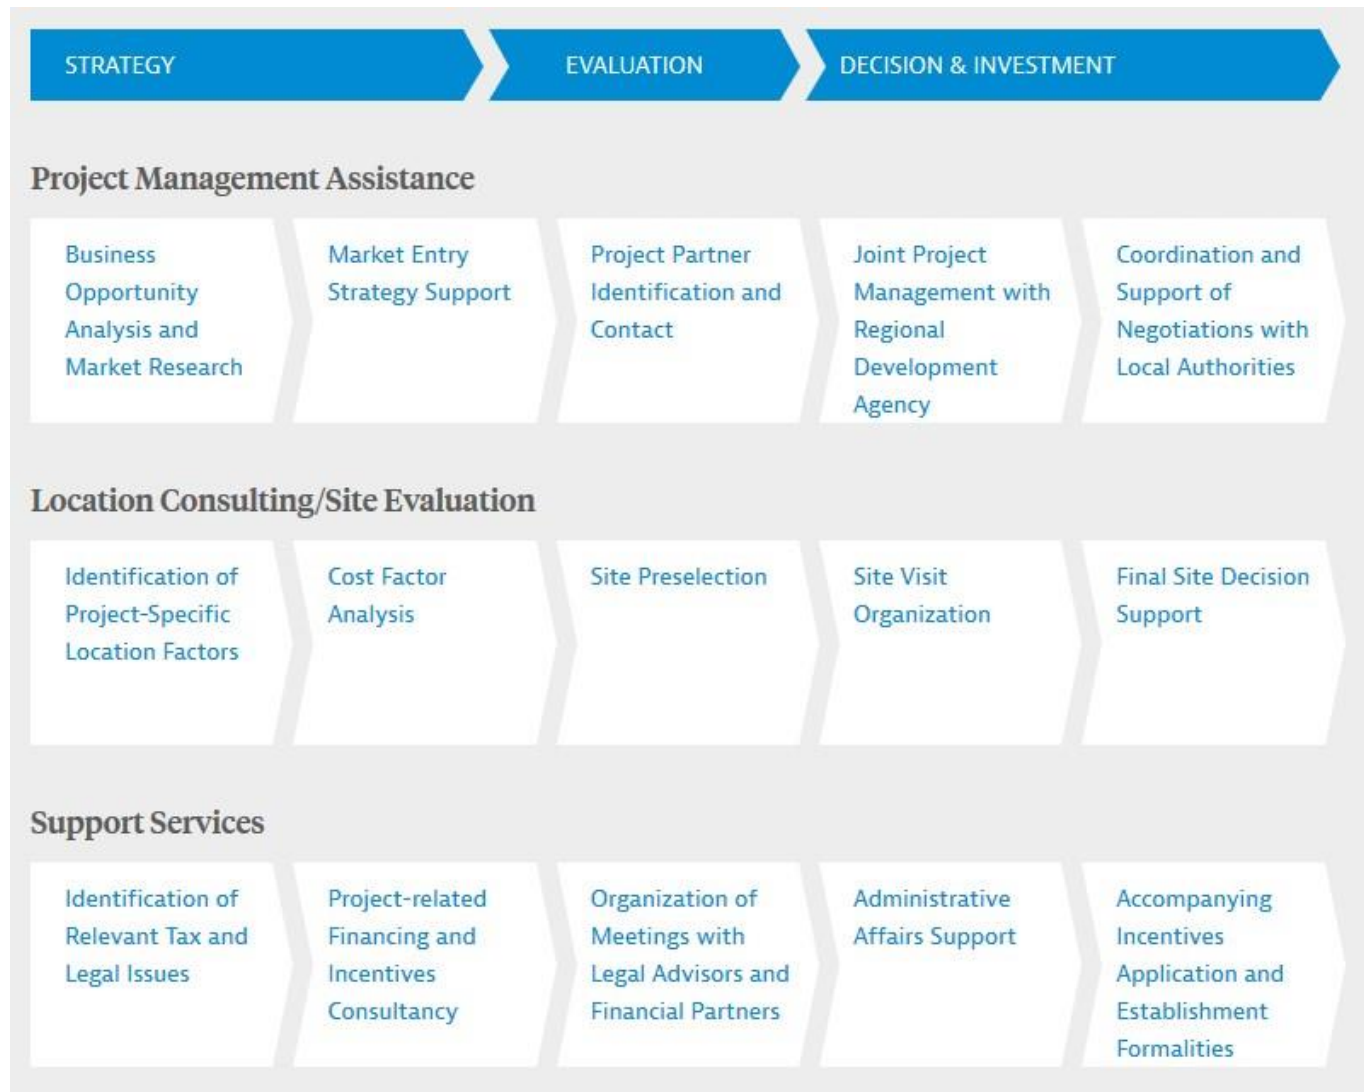 STRATEGY
EVALUATION
DECISION & INVESTMENT
Project Management Assistance
Business
Opportunity
Analysis and
Market Research
Market Entry
Strategy Support
Project Partner
Identification and
Contact
Joint Project
Management with
Regional
Development
Agency
Coordination and
Support of
Negotiations with
Local Authorities
Location Consulting/Site Evaluation
Identification of
Project-Specific
Location Factors
Cost Factor
Analysis
Site Preselection
Site Visit
Organization
Final Site Decision
Support
Support Services
Identification of
Relevant Tax and
Legal Issues
Project-related
Financing and
Incentives
Consultancy
Organization of
Meetings with
Legal Advisors and
Financial Partners
Administrative
Affairs Support
Accompanying
Incentives
Application and
Establishment
Formalities